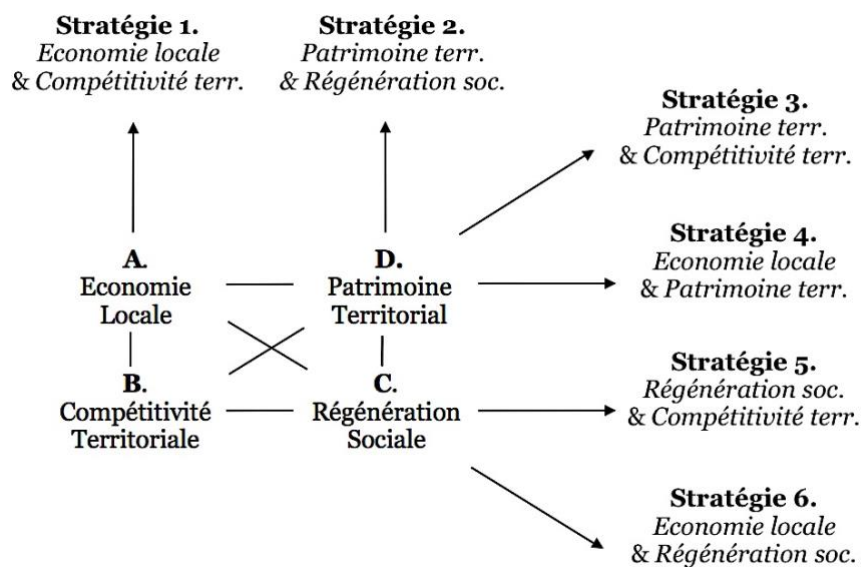 Stratégie 1.
Economie locale
& Compétitivité terr.
Stratégie 2.
Patrimoine terr.
& Régénération soc.
Stratégie 3.
Patrimoine terr.
& Compétitivité terr.
Stratégie 4.
Economie locale
& Patrimoine terr.
A.
Economie
Locale
D.
Patrimoine
Territorial
Stratégie 5.
Régénération soc.
& Compétitivité terr.
B.
Compétitivité
Territoriale
C.
Régénération
Sociale
Stratégie 6.
Economie locale
& Régénération soc.